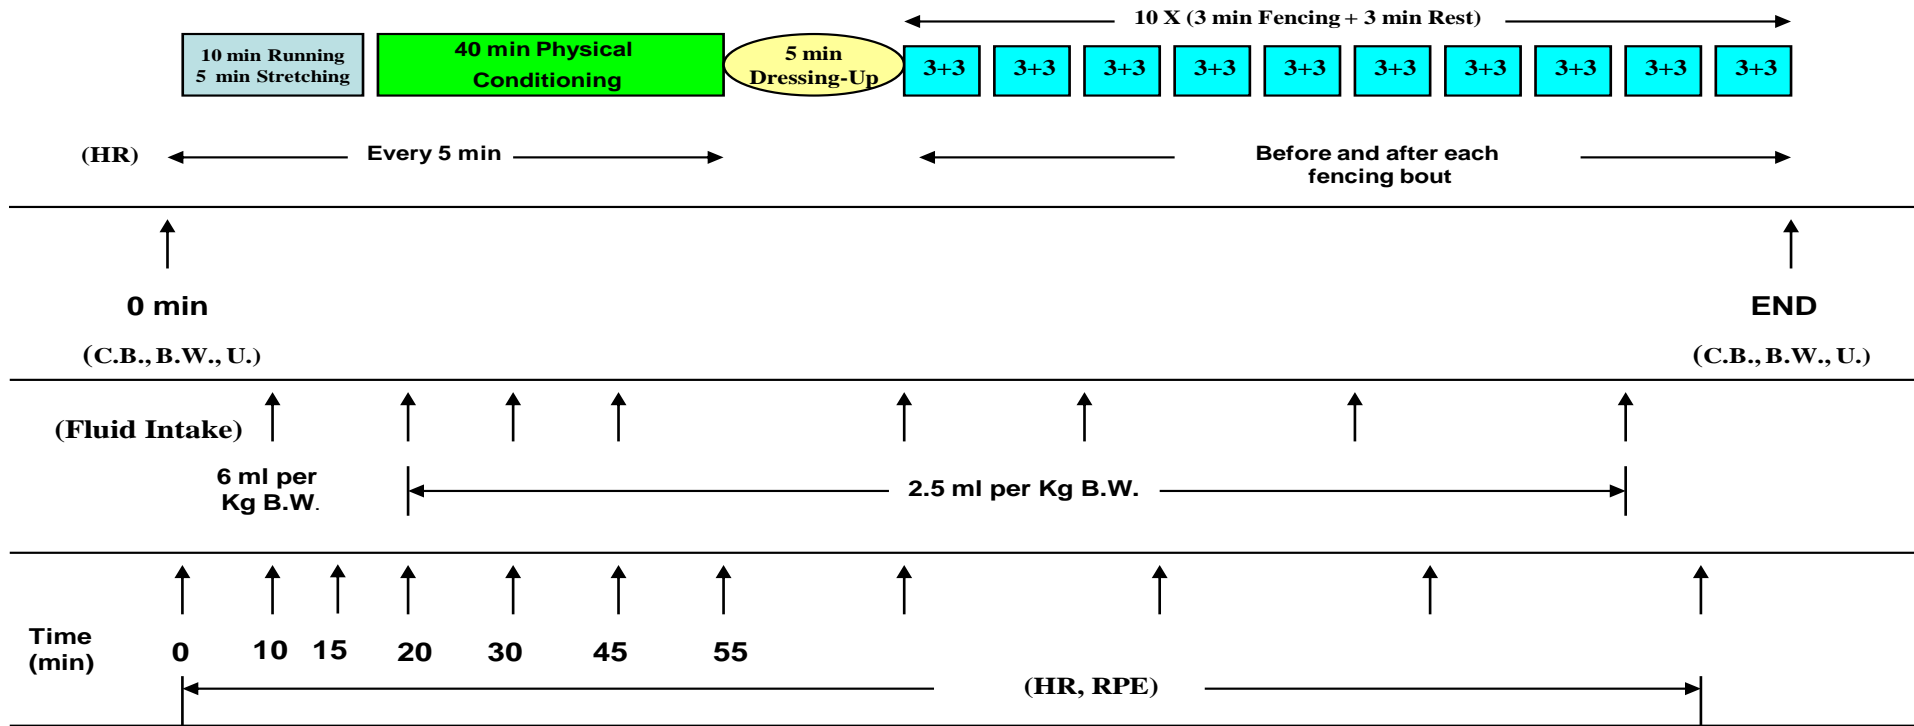 10 X (3 min Fencing + 3 min Rest)
10 min Running
5 min Stretching
40 min Physical
Conditioning
5 min
Dressing-Up
3+3
3+3
3+3
3+3
3+3
3+3
3+3
3+3
3+3
3+3
(HR)
Every 5 min
Before and after each
fencing bout
0 min
END
(C.B., B.W., U.)
(C.B., B.W., U.)
(Fluid Intake)
6 ml per
Kg B.W.
2.5 ml per Kg B.W.
Time
(min)
0
10
15
20
30
45
55
(HR, RPE)